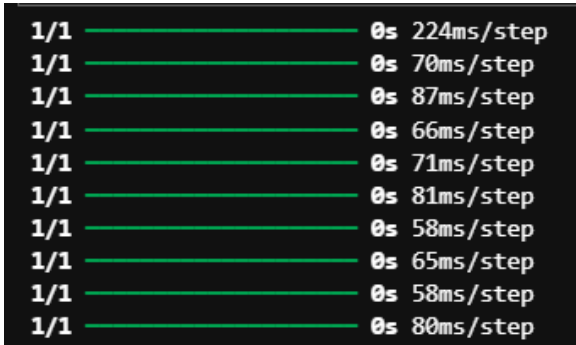 1/1 ━━━━━━━━━━━━━━━━━━━━ 0s 224ms/step
1/1 ━━━━━━━━━━━━━━━━━━━━ 0s 70ms/step
1/1 ━━━━━━━━━━━━━━━━━━━━ 0s 87ms/step
1/1 ━━━━━━━━━━━━━━━━━━━━ 0s 66ms/step
1/1 ━━━━━━━━━━━━━━━━━━━━ 0s 71ms/step
1/1 ━━━━━━━━━━━━━━━━━━━━ 0s 81ms/step
1/1 ━━━━━━━━━━━━━━━━━━━━ 0s 58ms/step
1/1 ━━━━━━━━━━━━━━━━━━━━ 0s 65ms/step
1/1 ━━━━━━━━━━━━━━━━━━━━ 0s 58ms/step
1/1 ━━━━━━━━━━━━━━━━━━━━ 0s 80ms/step